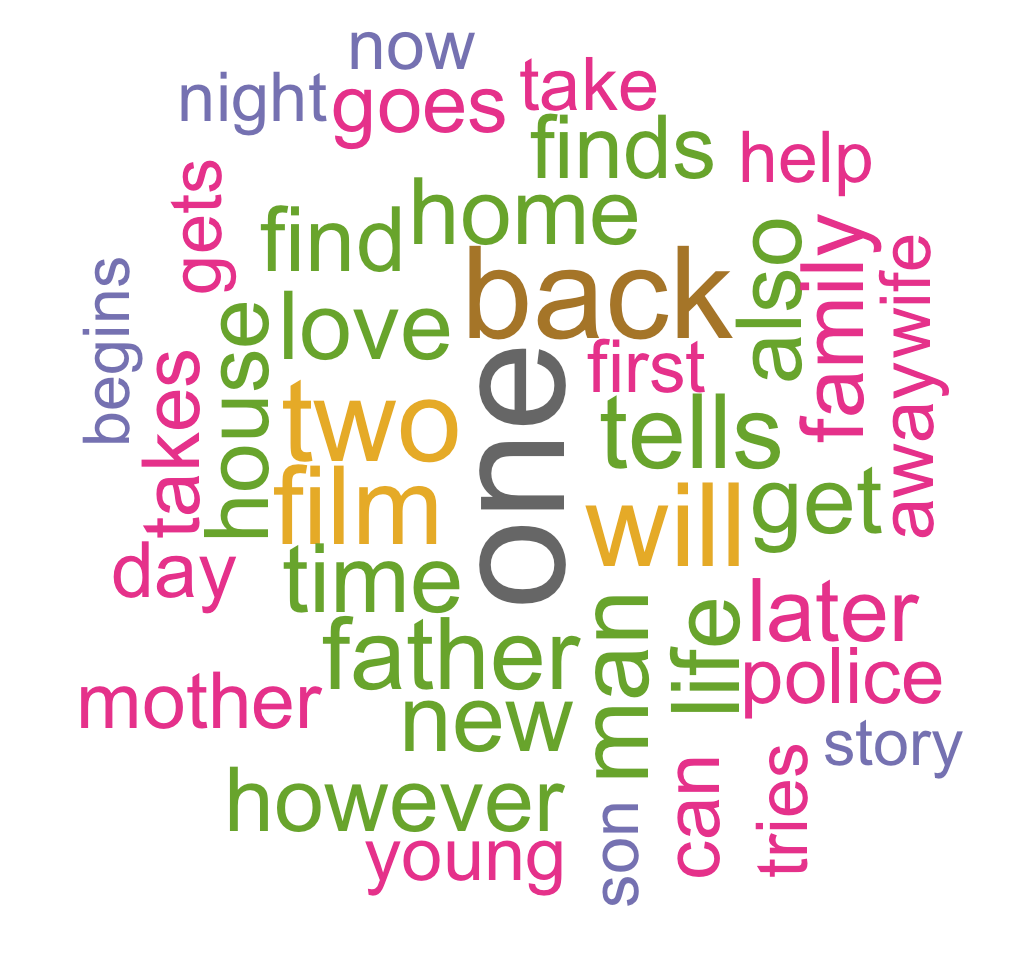 now
night
goes
take
finds
help
gets
find
home
also
family
wife
begins
house
love
back
takes
two
one
first
tells
away
film
will
get
day
time
father
man
life
later
police
mother
new
story
however
can
tries
young
son